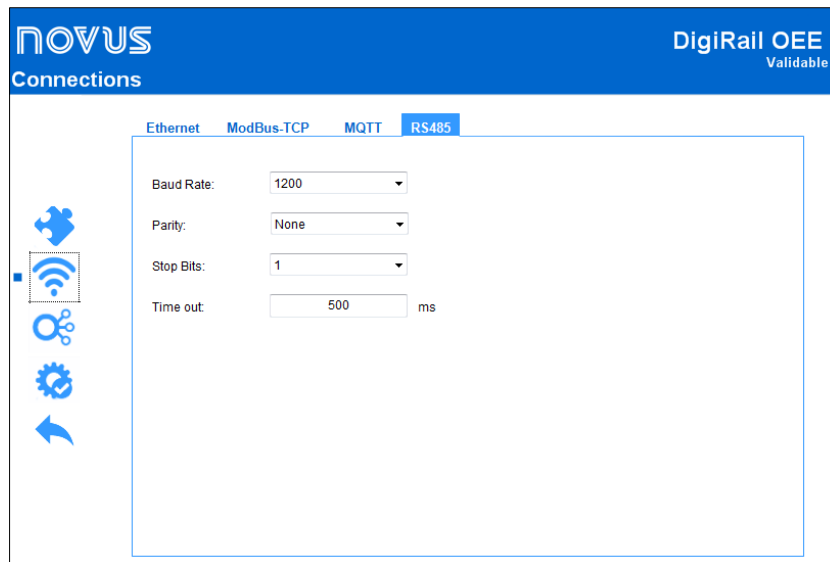 novus
DigiRail OEE
Validable
Connections
Ethernet ModBus-TCP MQTT RS485
Baud Rate: 1200
Parity: None
Stop Bits: 1
Time out: 500 ms